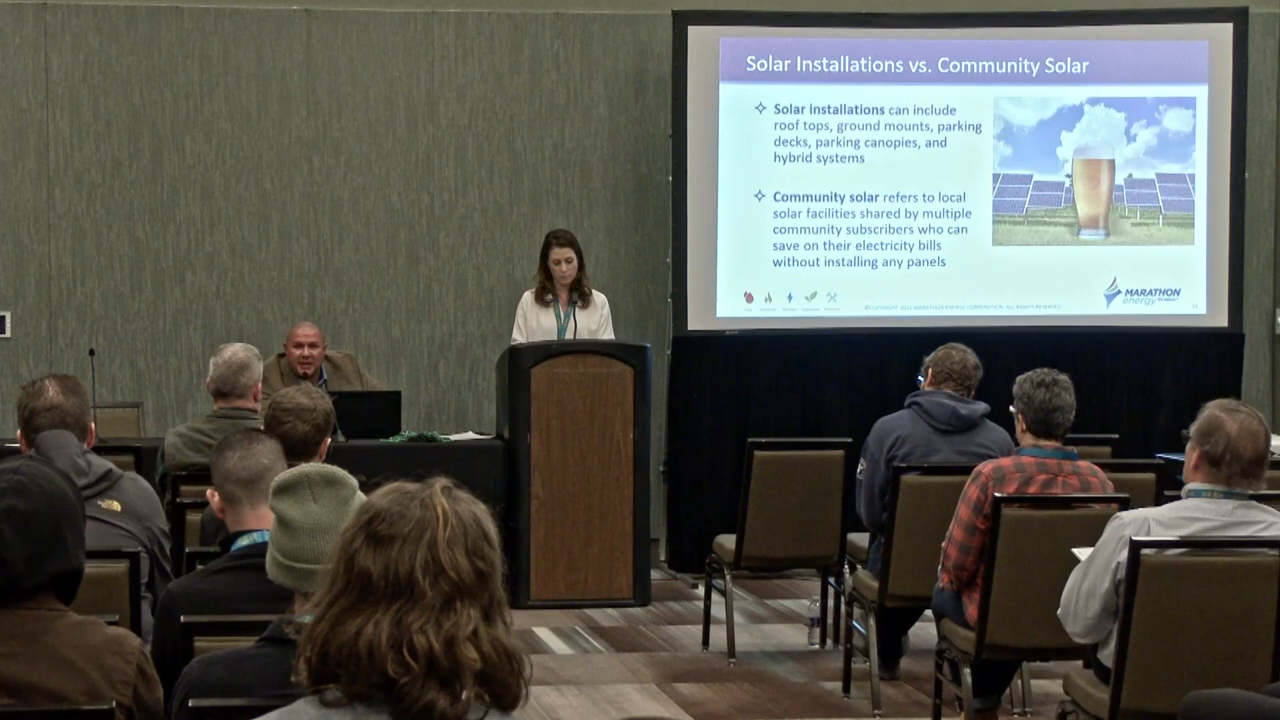 Solar Installations vs. Community Solar
Solar installations can include
roof tops, ground mounts, parking
decks, parking canopies, and
hybrid systems
Community solar refers to local
solar facilities shared by multiple
community subscribers who can
save on their electricity bills
without installing any panels
MARATHON
energy